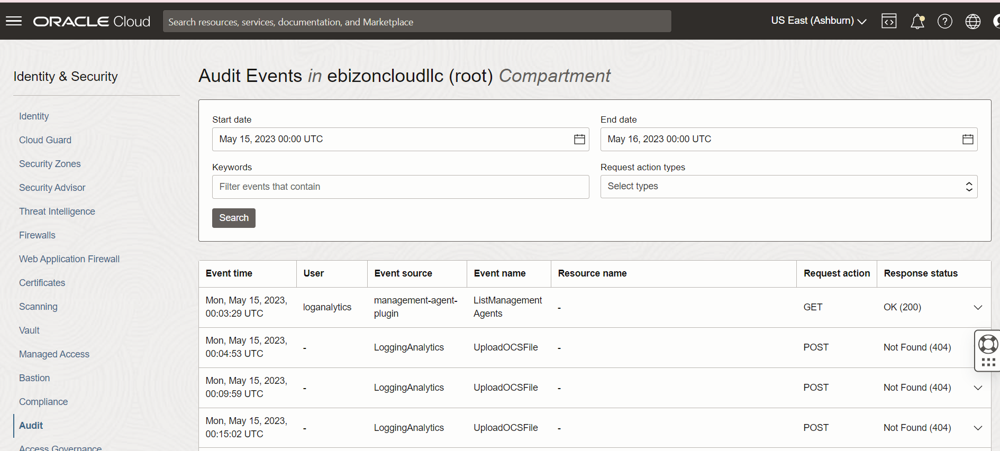 ORACLE Cloud
Search resources, services, documentation, and Marketplace
US East (Ashburn)
Identity & Security
Identity
Cloud Guard
Security Zones
Security Advisor
Threat Intelligence
Firewalls
Web Application Firewall
Certificates
Scanning
Vault
Managed Access
Bastion
Compliance
Audit
Access Governance
Audit Events in ebizoncloudllc (root) Compartment
Start date
May 15, 2023 00:00 UTC
End date
May 16, 2023 00:00 UTC
Keywords
Filter events that contain
Request action types
Select types
Search
Event time User Event source Event name Resource name Request action Response status
Mon, May 15, 2023,
00:03:29 UTC
loganalytics
management-agent-
plugin
ListManagement
Agents
-
GET
OK (200)
Mon, May 15, 2023,
00:04:53 UTC
-
LoggingAnalytics
UploadOCSFile
-
POST
Not Found (404)
Mon, May 15, 2023,
00:09:59 UTC
-
LoggingAnalytics
UploadOCSFile
-
POST
Not Found (404)
Mon, May 15, 2023,
00:15:02 UTC
-
LoggingAnalytics
UploadOCSFile
-
POST
Not Found (404)